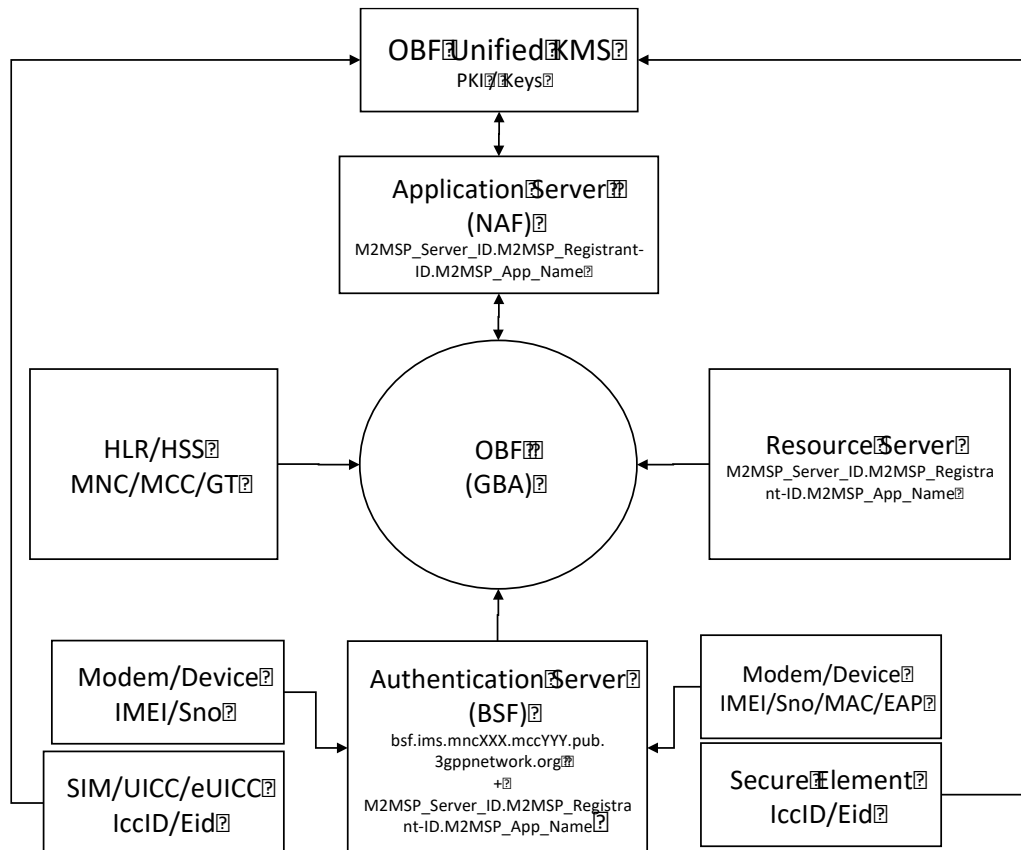 OBF Unified KMS
PKI / Keys
Application Server
(NAF)
M2MSP_Server_ID.M2MSP_Registrant-
ID.M2MSP_App_Name
HLR/HSS
MNC/MCC/GT
OBF
(GBA)
Resource Server
M2MSP_Server_ID.M2MSP_Registra
nt-ID.M2MSP_App_Name
Modem/Device
IMEI/Sno
SIM/UICC/eUICC
IccID/Eid
Authentication Server
(BSF)
bsf.ims.mncXXX.mccYYY.pub.
3gppnetwork.org
+
M2MSP_Server_ID.M2MSP_Registra
nt-ID.M2MSP_App_Name
Modem/Device
IMEI/Sno/MAC/EAP
Secure Element
IccID/Eid